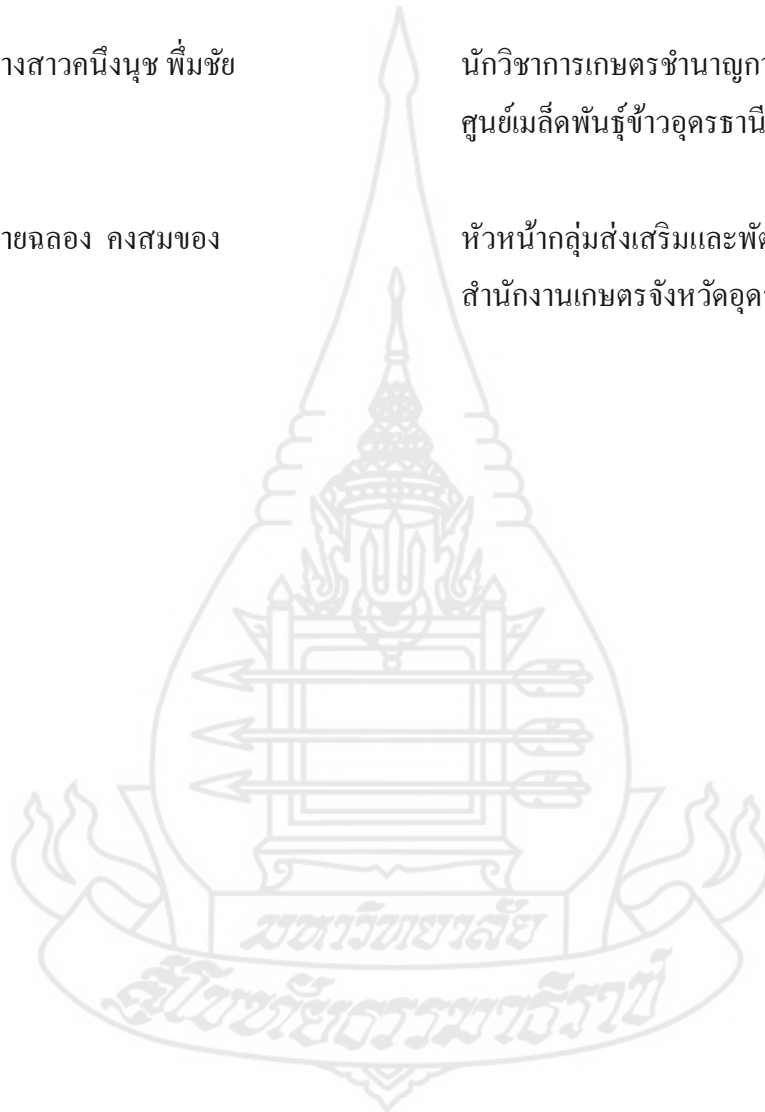 างสาวคนึงนุช พึ่มชัย
นักวิชาการเกษตรชำนาญกา
ศูนย์เมล็ดพันธุ์ข้าวอุดรธานี
ายฉลอง คงสมของ
หัวหน้ากลุ่มส่งเสริมและพัฒ
สำนักงานเกษตรจังหวัดอุดร
มหาวิทยาลัย
สุโขทัยธรรมาธิราช